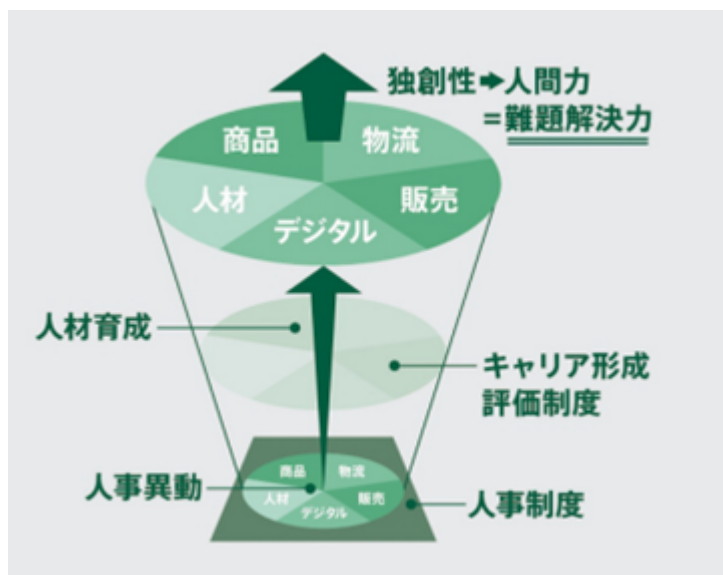 独創性➡人間力
=難題解決力
商品
物流
人材
販売
デジタル
人材育成
キャリア形成
評価制度
商品
物流
人事異動
人材
販売
デジタル
人事制度